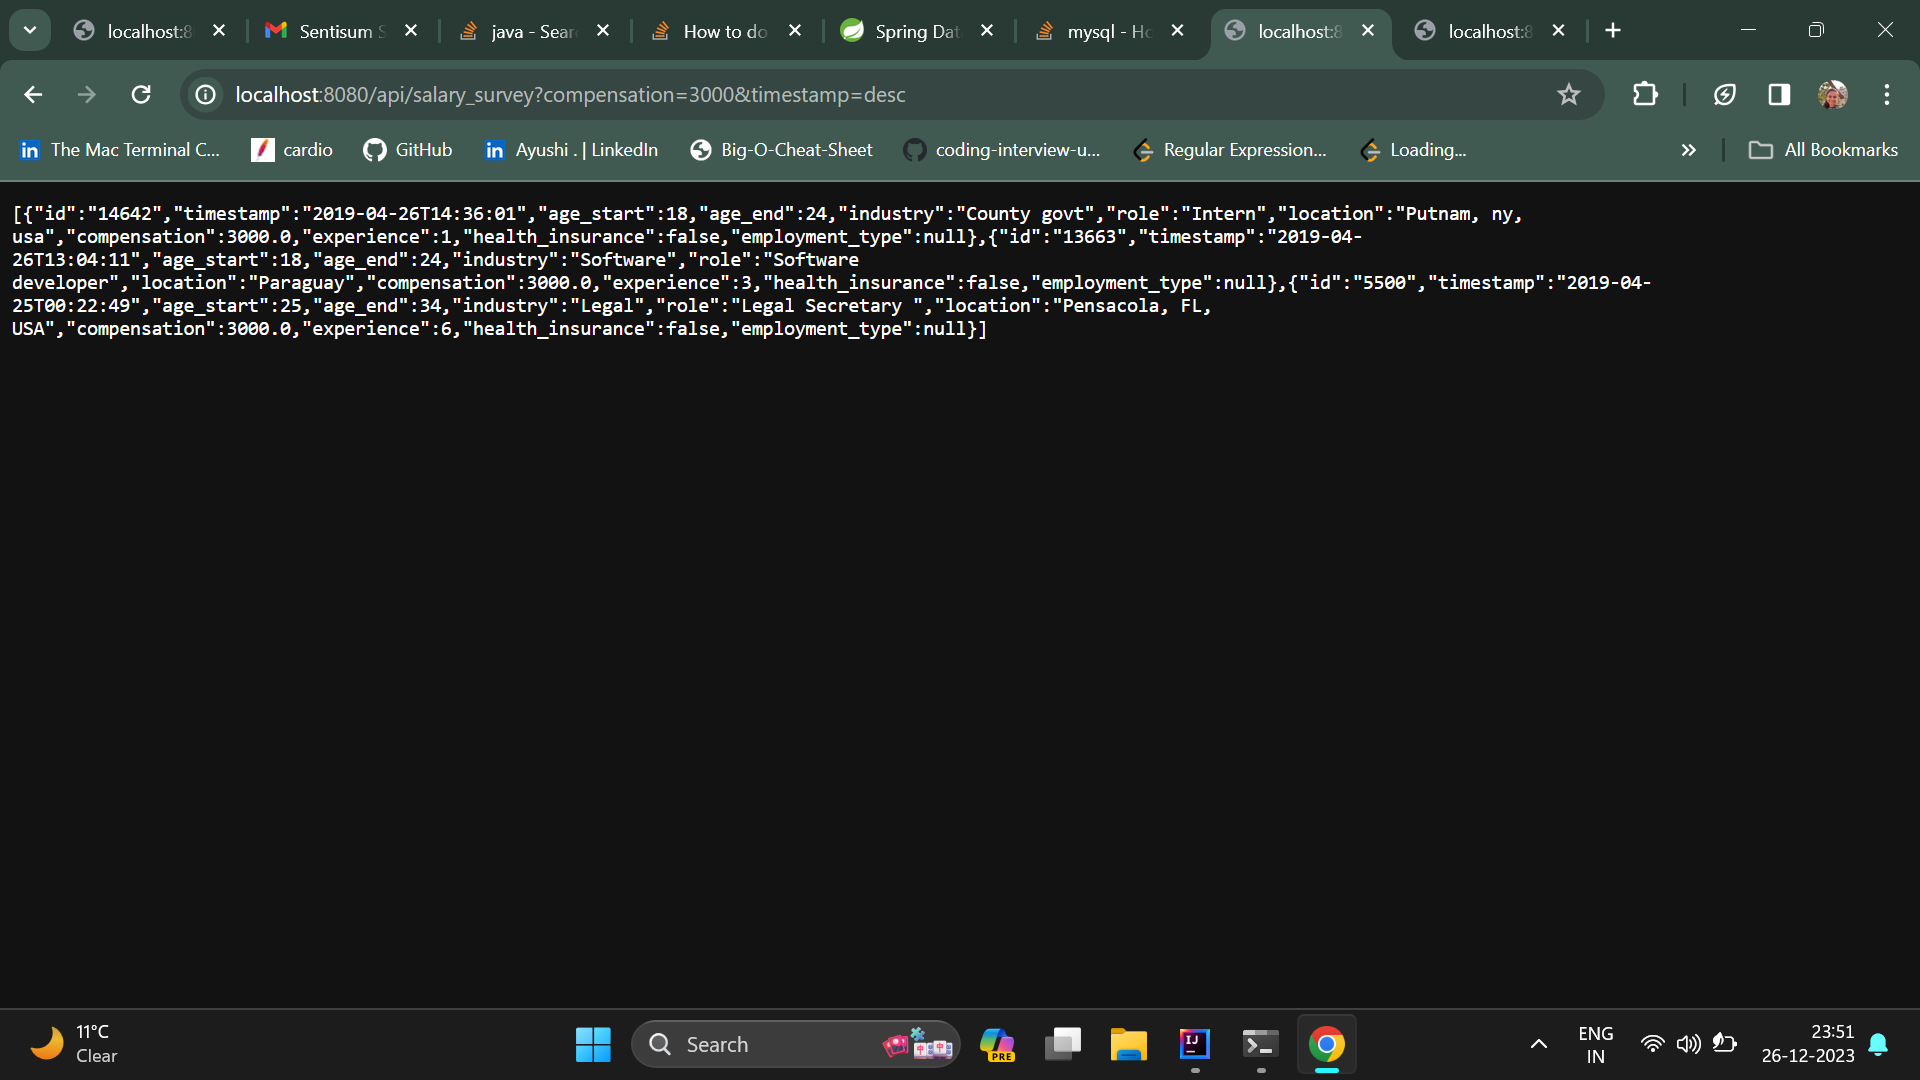 localhost:8
Sentisum S
java - Sear
How to do
Spring Dat
mysql - Ho
localhost:8
localhost:8
localhost:8080/api/salary_survey?compensation=3000&timestamp=desc
The Mac Terminal C...
cardio
GitHub
Ayushi . | LinkedIn
Big-O-Cheat-Sheet
coding-interview-u...
Regular Expression...
Loading...
All Bookmarks
[{"id":"14642","timestamp":"2019-04-26T14:36:01","age_start":18,"age_end":24,"industry":"County govt","role":"Intern","location":"Putnam, ny,
usa","compensation":3000.0,"experience":1,"health_insurance":false,"employment_type":null},{"id":"13663","timestamp":"2019-04-
26T13:04:11","age_start":18,"age_end":24,"industry":"Software","role":"Software
developer","location":"Paraguay","compensation":3000.0,"experience":3,"health_insurance":false,"employment_type":null},{"id":"5500","timestamp":"2019-04-
25T00:22:49","age_start":25,"age_end":34,"industry":"Legal","role":"Legal Secretary ","location":"Pensacola, FL,
USA","compensation":3000.0,"experience":6,"health_insurance":false,"employment_type":null}]
11°C
Clear
Search
PRE
IJ
ENG
IN
23:51
26-12-2023